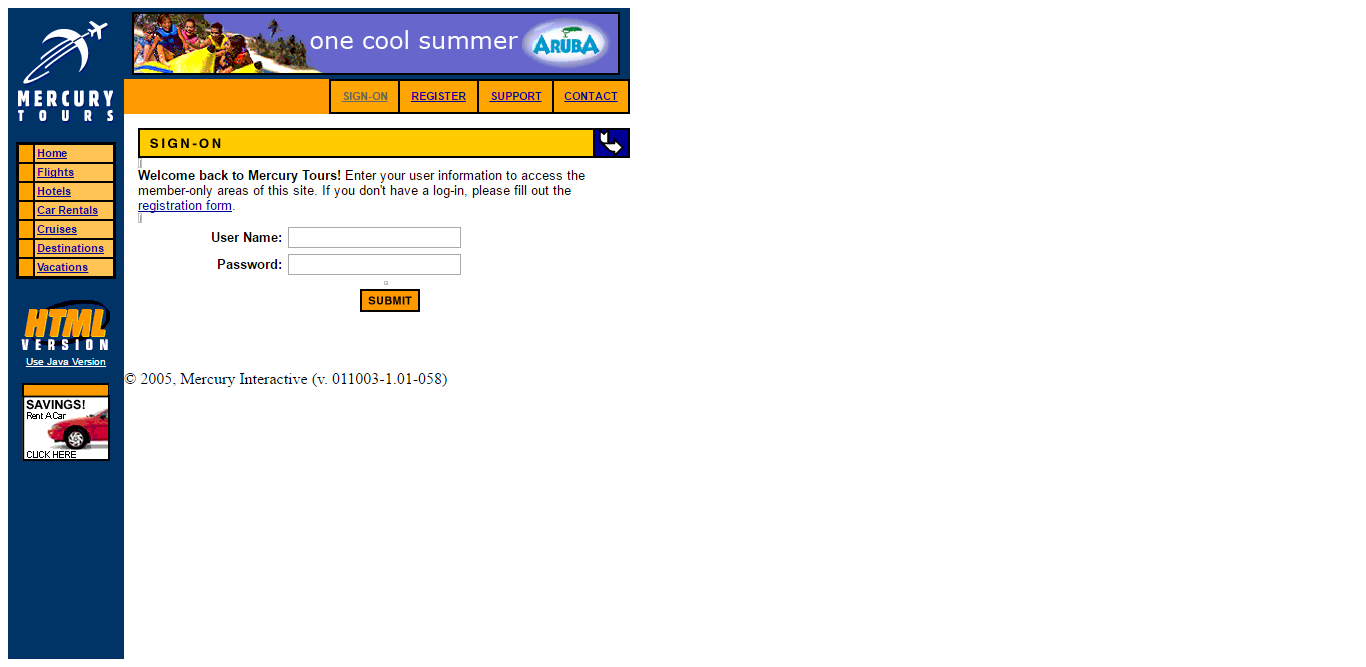 MERCURY
TOURS
one cool summer
ARUBA
SIGN-ON
REGISTER
SUPPORT
CONTACT
Home
Flights
Hotels
Car Rentals
Cruises
Destinations
Vacations
HTML
VERSION
Use Java Version
SAVINGS!
Rent A Car
CLICK HERE
SIGN-ON
Welcome back to Mercury Tours! Enter your user information to access the
member-only areas of this site. If you don't have a log-in, please fill out the
registration form.
User Name:
Password:
SUBMIT
© 2005, Mercury Interactive (v. 011003-1.01-058)